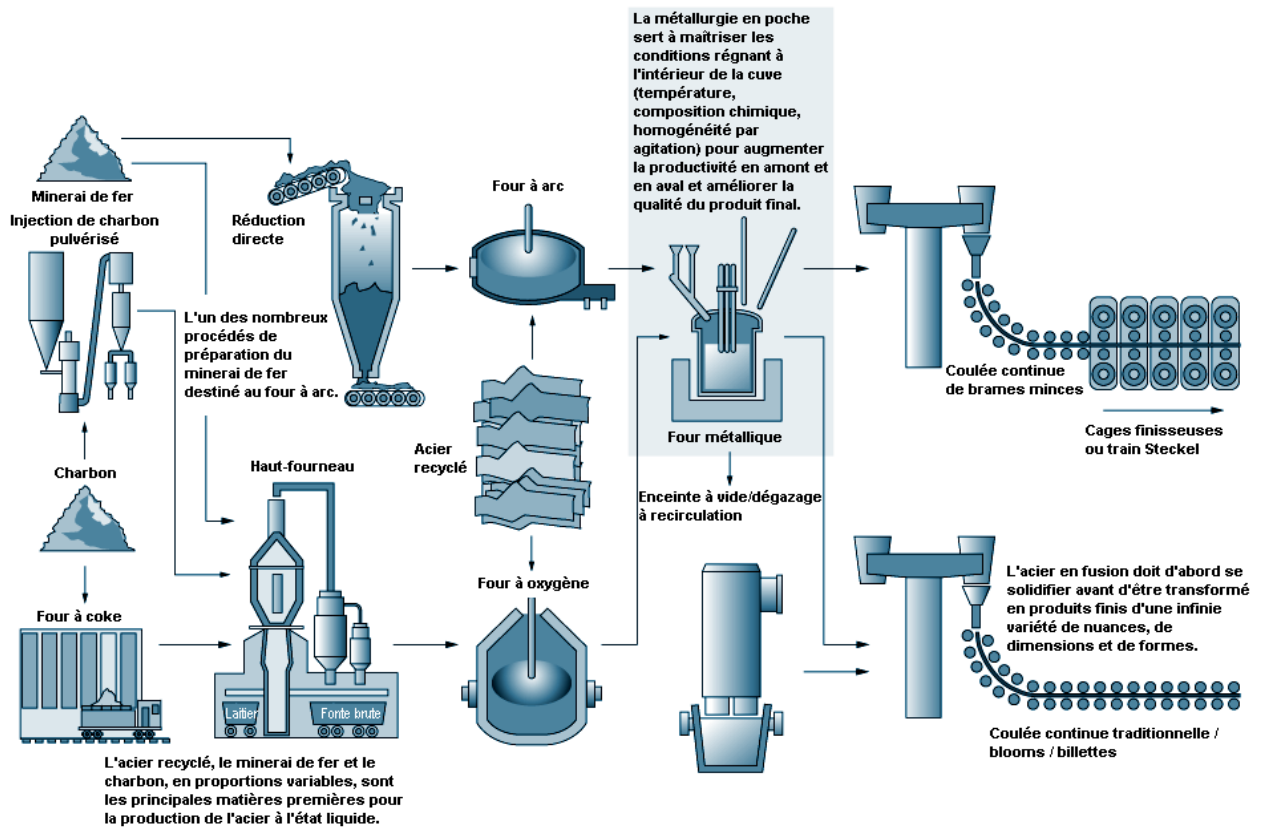 La métallurgie en poche
sert à maîtriser les
conditions régnant à
l'intérieur de la cuve
(température,
composition chimique,
homogénéité par
agitation) pour augmenter
la productivité en amont et
en aval et améliorer la
qualité du produit final.
Minerai de fer
Injection de charbon
pulvérisé
Réduction
directe
Four à arc
L'un des nombreux
procédés de
préparation du
minerai de fer
destiné au four à arc.
Coulée continue
de brames minces
Cages finisseuses
ou train Steckel
Four métallique
Acier
recyclé
Charbon
Haut-fourneau
Enceinte à vide/dégazage
à recirculation
Four à oxygène
Four à coke
L'acier en fusion doit d'abord se
solidifier avant d'être transformé
en produits finis d'une infinie
variété de nuances, de
dimensions et de formes.
Laitier
Fonte brute
Coulée continue traditionnelle /
blooms / billettes
L'acier recyclé, le minerai de fer et le
charbon, en proportions variables, sont
les principales matières premières pour
la production de l'acier à l'état liquide.